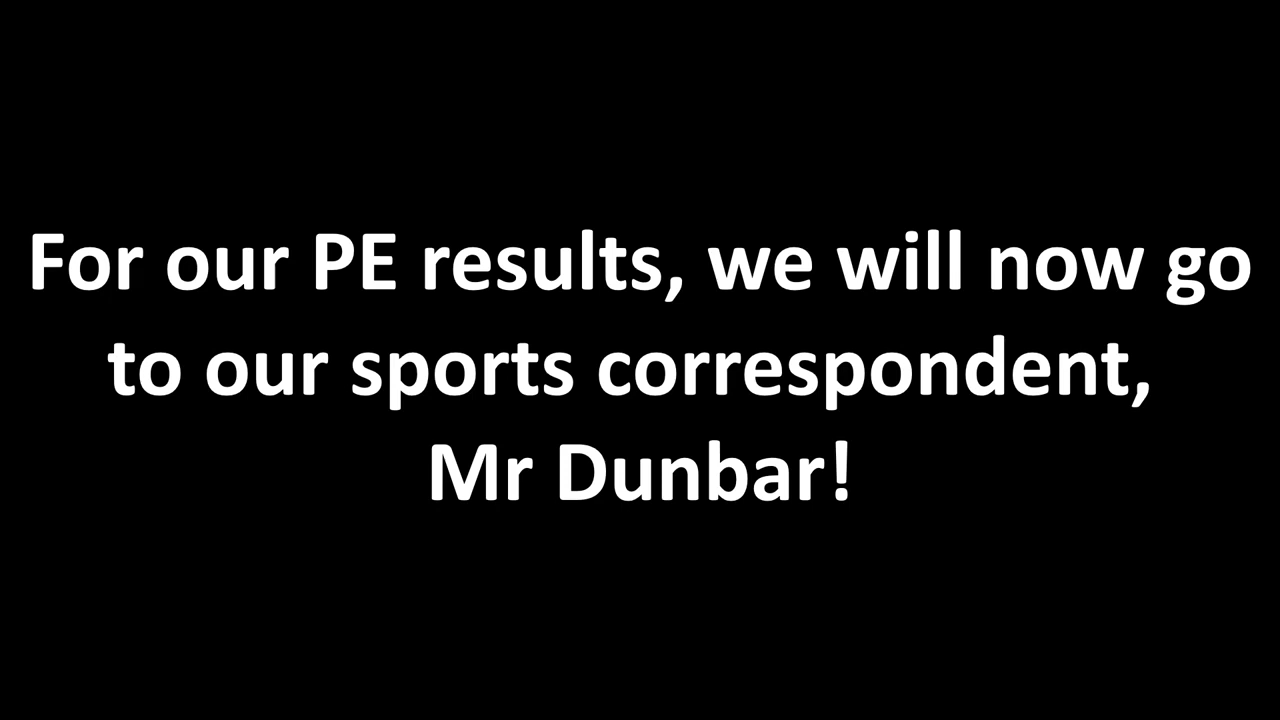 For our PE results, we will now go
to our sports correspondent,
Mr Dunbar!